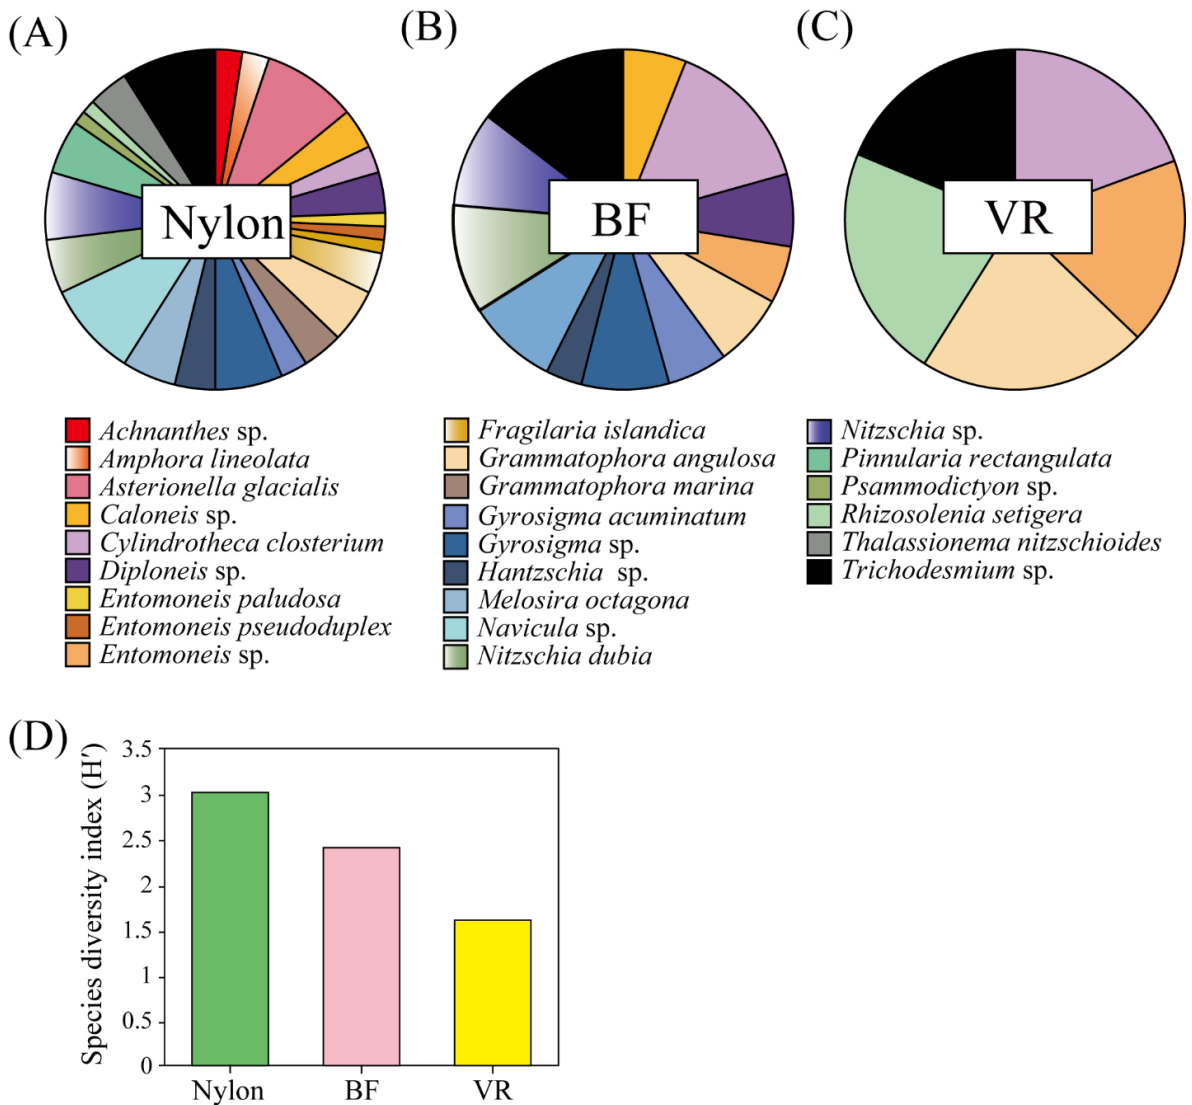 (A)
(B)
(C)
Nylon
BF
VR
Achnanthes sp.
Amphora lineolata
Asterionella glacialis
Caloneis sp.
Cylindrotheca closterium
Diploneis sp.
Entomoneis paludosa
Entomoneis pseudoduplex
Entomoneis sp.
Fragilaria islandica
Grammatophora angulosa
Grammatophora marina
Gyrosigma acuminatum
Gyrosigma sp.
Hantzschia sp.
Melosira octagona
Navicula sp.
Nitzschia dubia
Nitzschia sp.
Pinnularia rectangulata
Psammodictyon sp.
Rhizosolenia setigera
Thalassionema nitzschioides
Trichodesmium sp.
(D)
Species diversity index (H′)
3.5
3
2.5
2
1.5
1
0.5
0
Nylon
BF
VR